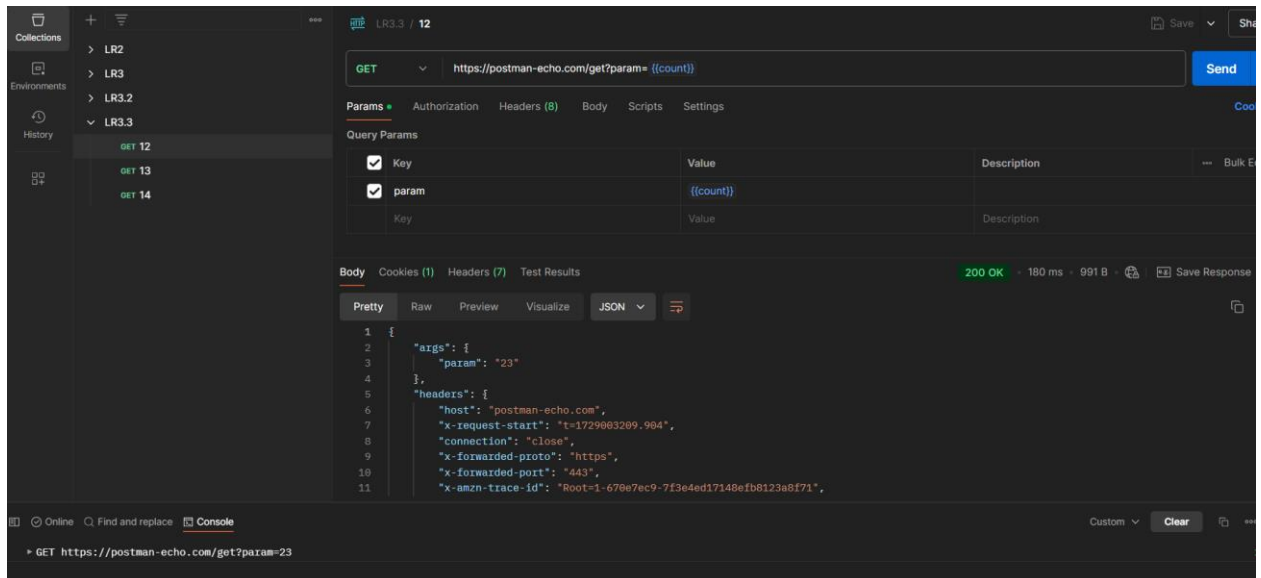 Collections
Environments
History
LR2
LR3
LR3.2
LR3.3
GET 12
GET 13
GET 14
HTTP LR3.3 / 12
Save
Sha
GET https://postman-echo.com/get?param= {{count}}
Send
Params Authorization Headers (8) Body Scripts Settings
Cool
Query Params
Key Value Description Bulk E
param {{count}}
Key Value Description
Body Cookies (1) Headers (7) Test Results
200 OK 180 ms 991 B Save Response
Pretty Raw Preview Visualize JSON
1 {
2 "args": {
3 "param": "23"
4 },
5 "headers": {
6 "host": "postman-echo.com",
7 "x-request-start": "t=1729003209.904",
8 "connection": "close",
9 "x-forwarded-proto": "https",
10 "x-forwarded-port": "443",
11 "x-amzn-trace-id": "Root=1-670e7ec9-7f3e4ed17148efb8123a8f71",
Online Find and replace Console
Custom Clear
GET https://postman-echo.com/get?param=23